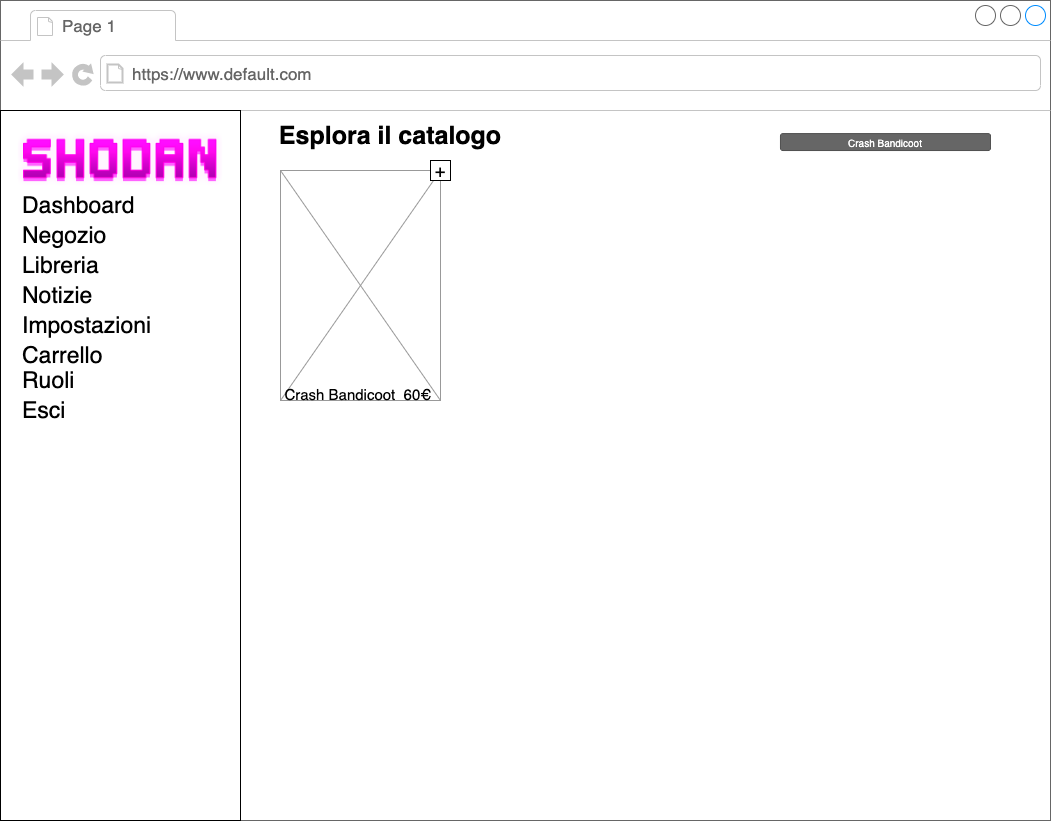 Page 1
https://www.default.com
SHODAN
Dashboard
Negozio
Libreria
Notizie
Impostazioni
Carrello
Ruoli
Esci
Esplora il catalogo
Crash Bandicoot
+
Crash Bandicoot 60€